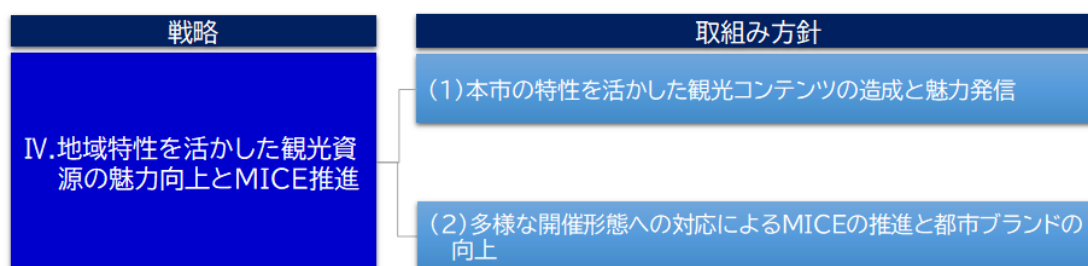 戦略
取組み方針
Ⅳ.地域特性を活かした観光資
源の魅力向上とMICE推進
(1)本市の特性を活かした観光コンテンツの造成と魅力発信
(2)多様な開催形態への対応によるMICEの推進と都市ブランドの
向上